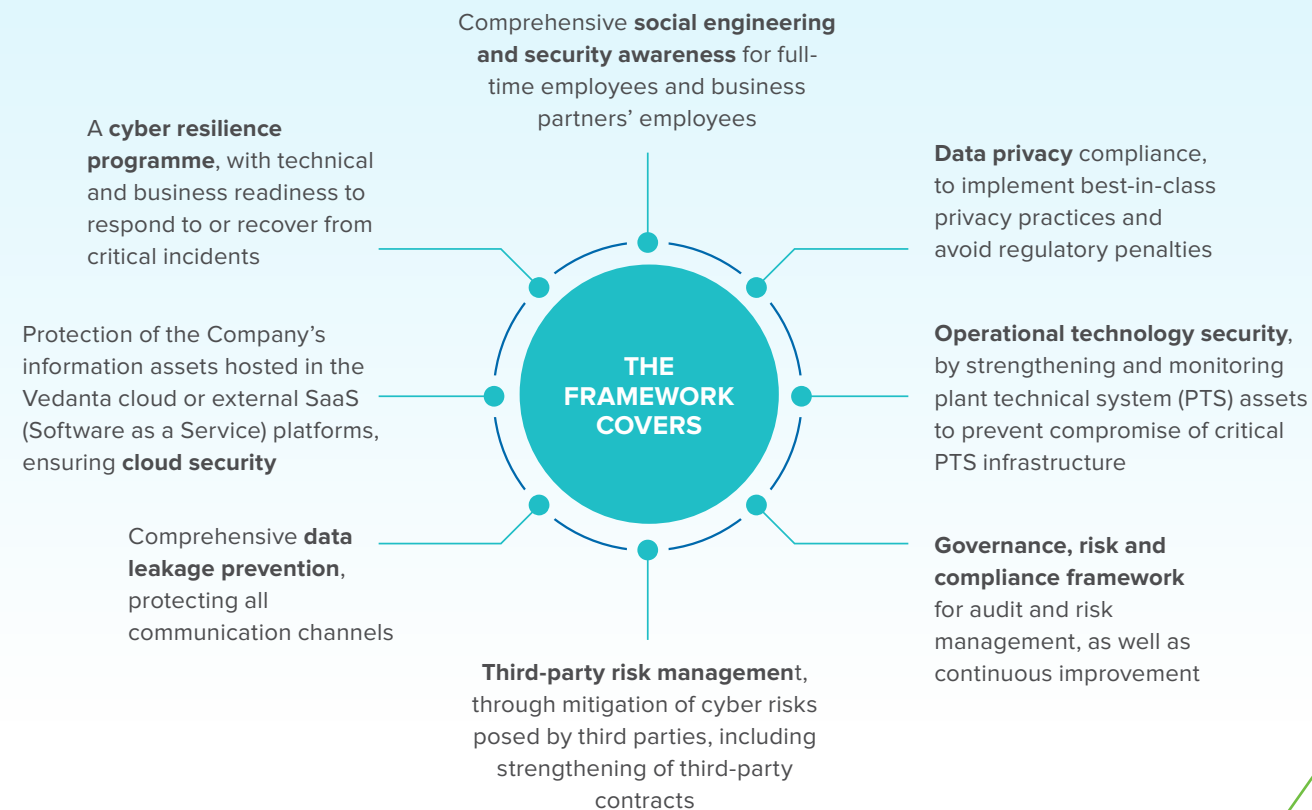 Comprehensive social engineering
and security awareness for full-
time employees and business
partners’ employees
A cyber resilience
programme, with technical
and business readiness to
respond to or recover from
critical incidents
Data privacy compliance,
to implement best-in-class
privacy practices and
avoid regulatory penalties
Protection of the Company’s
information assets hosted in the
Vedanta cloud or external SaaS
(Software as a Service) platforms,
ensuring cloud security
THE
FRAMEWORK
COVERS
Operational technology security,
by strengthening and monitoring
plant technical system (PTS) assets
to prevent compromise of critical
PTS infrastructure
Comprehensive data
leakage prevention,
protecting all
communication channels
Governance, risk and
compliance framework
for audit and risk
management, as well as
continuous improvement
Third-party risk management,
through mitigation of cyber risks
posed by third parties, including
strengthening of third-party
contracts